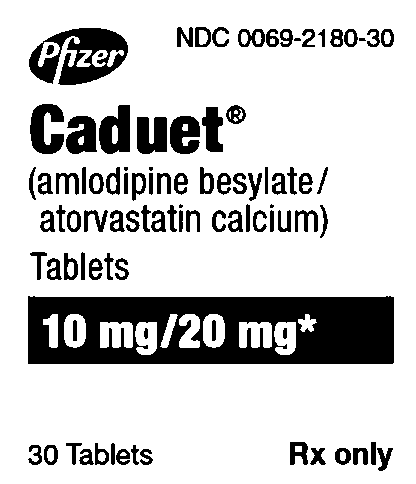 Pfizer
NDC 0069-2180-30
Caduet®
(amlodipine besylate/
atorvastatin calcium)
Tablets
10 mg/20 mg*
30 Tablets
Rx only